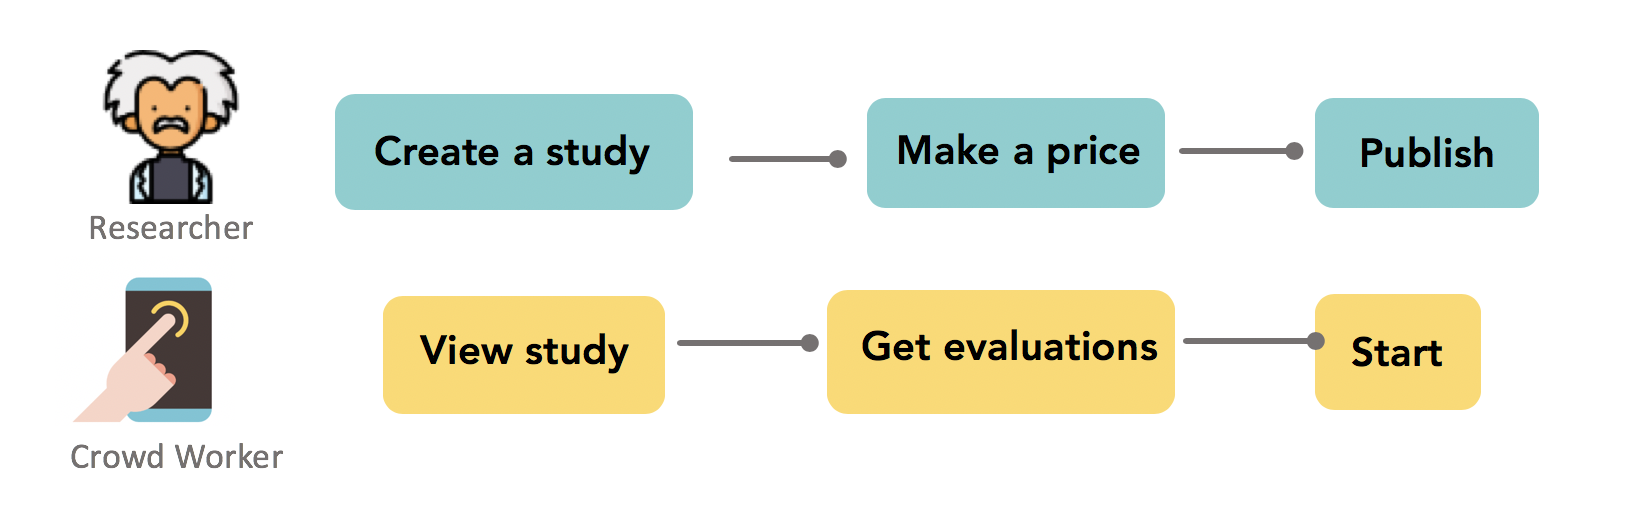 Create a study
Make a price
Publish
Researcher
View study
Get evaluations
Start
Crowd Worker